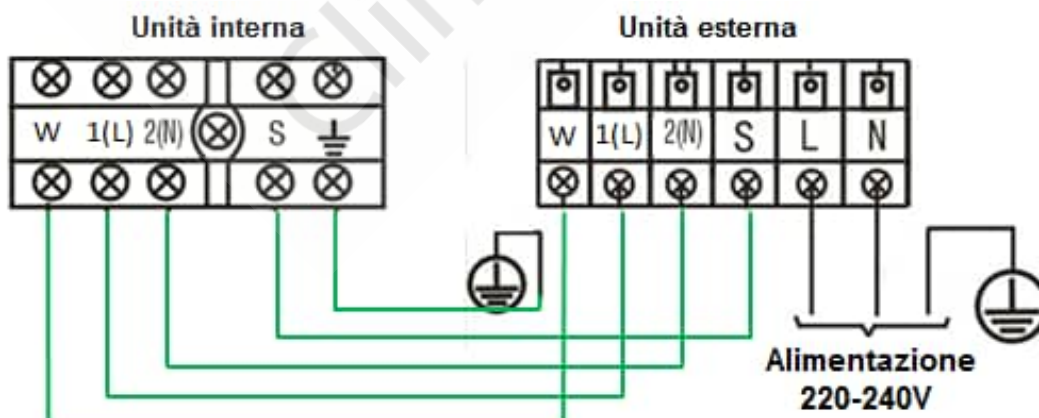 Unità interna
Unità esterna
W 1(L) 2(N) S
W 1(L) 2(N) S L N
Alimentazione
220-240V